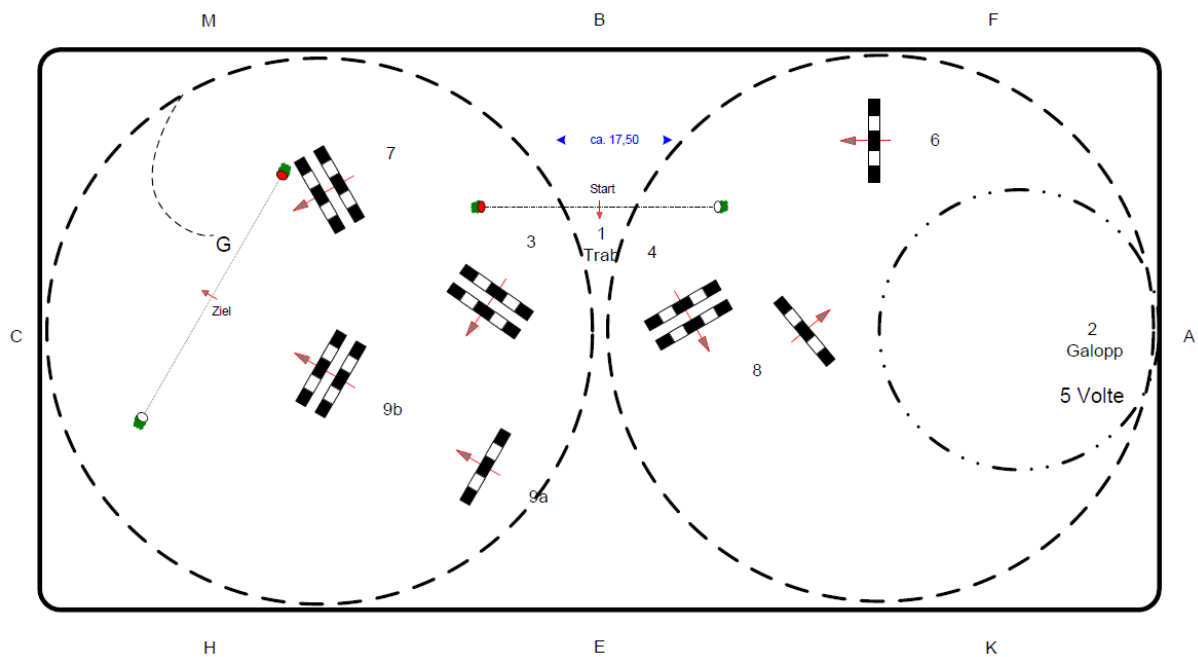 M B F
ca. 17,50
6
7
Start
1
Trab
3
4
G
Ziel
C
2
Galopp
A
8
5 Volte
9b
9a
H E K